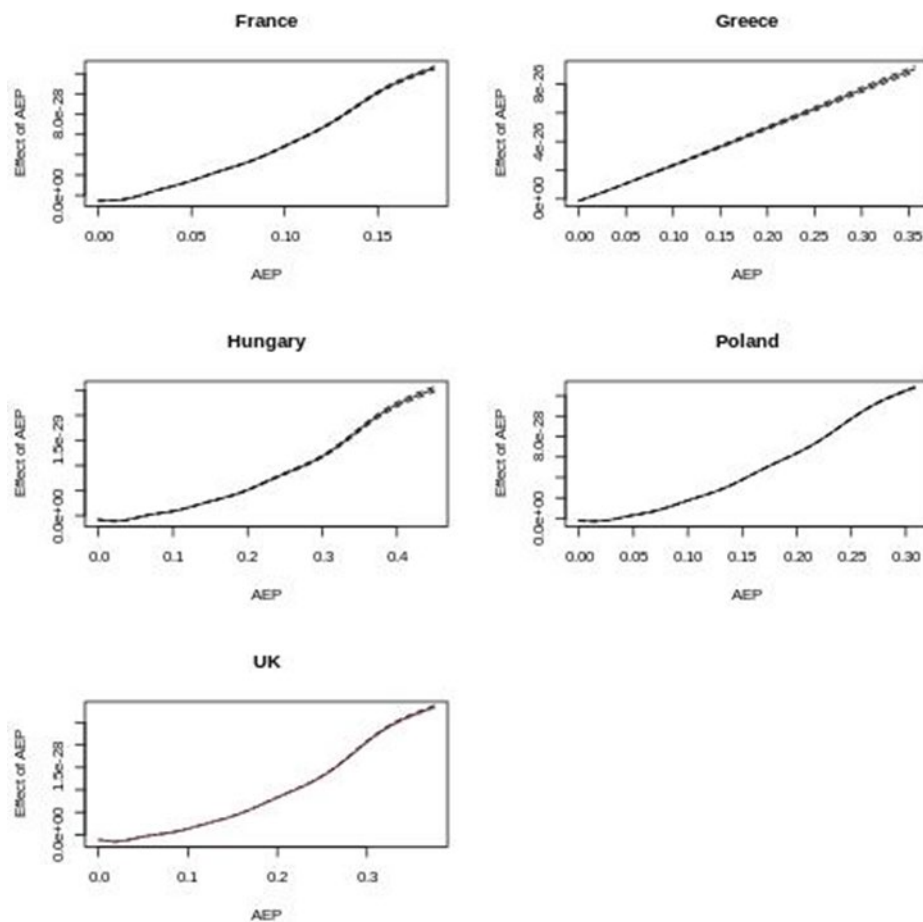 France
Effect of AEP
0.0e+00 8.0e-28
0.00 0.05 0.10 0.15
AEP
Greece
Effect of AEP
0e+00 4e-26 8e-26
0.00 0.05 0.10 0.15 0.20 0.25 0.30 0.35
AEP
Hungary
Effect of AEP
0.0e+00 1.5e-29
0.0 0.1 0.2 0.3 0.4
AEP
Poland
Effect of AEP
0.0e+00 8.0e-28
0.00 0.05 0.10 0.15 0.20 0.25 0.30
AEP
UK
Effect of AEP
0.0e+00 1.5e-28
0.0 0.1 0.2 0.3
AEP